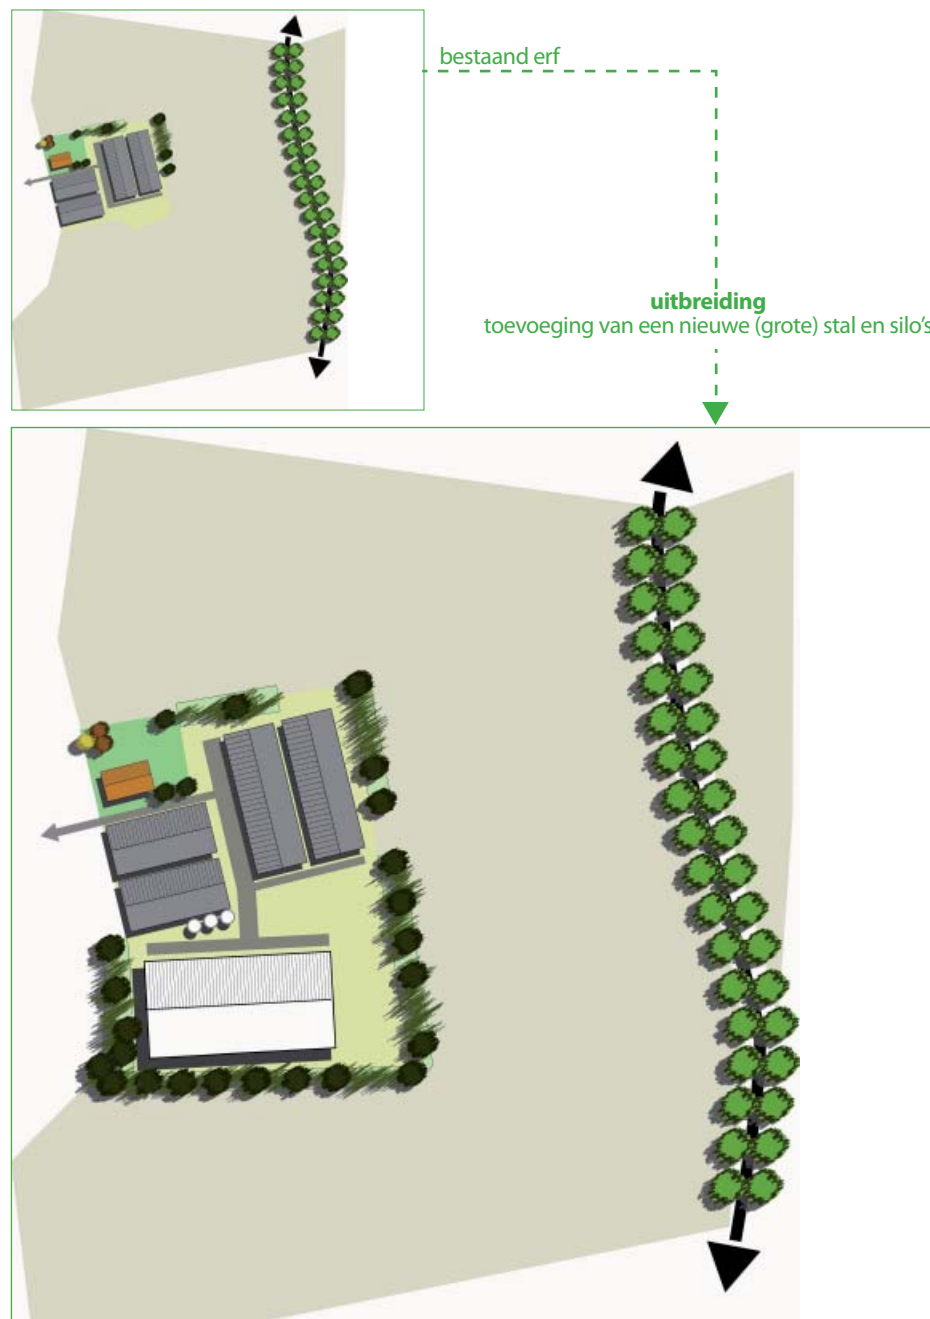 bestaand erf
uitbreiding
toevoeging van een nieuwe (grote) stal en silo's